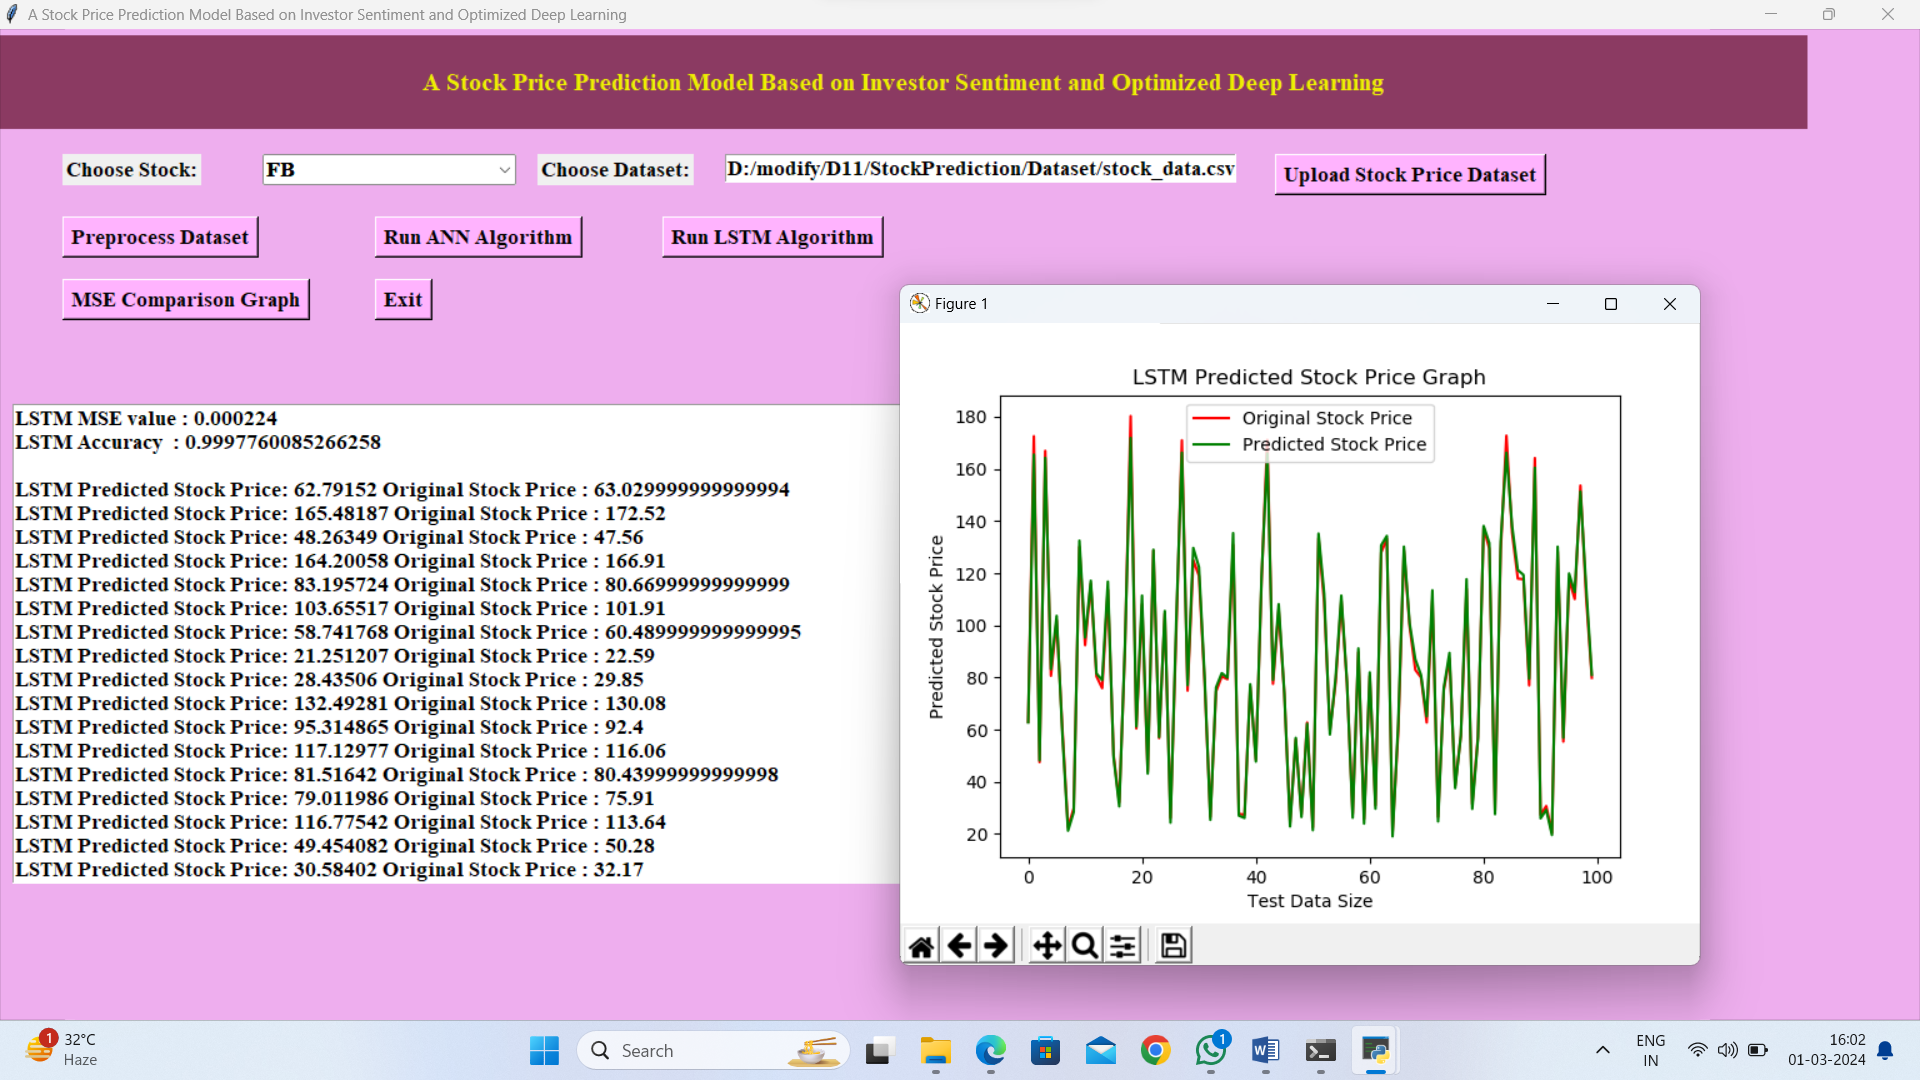 A Stock Price Prediction Model Based on Investor Sentiment and Optimized Deep Learning
A Stock Price Prediction Model Based on Investor Sentiment and Optimized Deep Learning
Choose Stock: FB Choose Dataset: D:/modify/D11/StockPrediction/Dataset/stock_data.csv Upload Stock Price Dataset
Preprocess Dataset Run ANN Algorithm Run LSTM Algorithm
MSE Comparison Graph Exit
LSTM MSE value : 0.000224
LSTM Accuracy : 0.9997760085266258
LSTM Predicted Stock Price: 62.79152 Original Stock Price : 63.029999999999994
LSTM Predicted Stock Price: 165.48187 Original Stock Price : 172.52
LSTM Predicted Stock Price: 48.26349 Original Stock Price : 47.56
LSTM Predicted Stock Price: 164.20058 Original Stock Price : 166.91
LSTM Predicted Stock Price: 83.195724 Original Stock Price : 80.66999999999999
LSTM Predicted Stock Price: 103.65517 Original Stock Price : 101.91
LSTM Predicted Stock Price: 58.741768 Original Stock Price : 60.489999999999995
LSTM Predicted Stock Price: 21.251207 Original Stock Price : 22.59
LSTM Predicted Stock Price: 28.43506 Original Stock Price : 29.85
LSTM Predicted Stock Price: 132.49281 Original Stock Price : 130.08
LSTM Predicted Stock Price: 95.314865 Original Stock Price : 92.4
LSTM Predicted Stock Price: 117.12977 Original Stock Price : 116.06
LSTM Predicted Stock Price: 81.51642 Original Stock Price : 80.43999999999998
LSTM Predicted Stock Price: 79.011986 Original Stock Price : 75.91
LSTM Predicted Stock Price: 116.77542 Original Stock Price : 113.64
LSTM Predicted Stock Price: 49.454082 Original Stock Price : 50.28
LSTM Predicted Stock Price: 30.58402 Original Stock Price : 32.17
Figure 1
LSTM Predicted Stock Price Graph
Original Stock Price
Predicted Stock Price
Predicted Stock Price
180
160
140
120
100
80
60
40
20
0 20 40 60 80 100
Test Data Size
1
32°C
Haze
Search
1
ENG
IN
16:02
01-03-2024